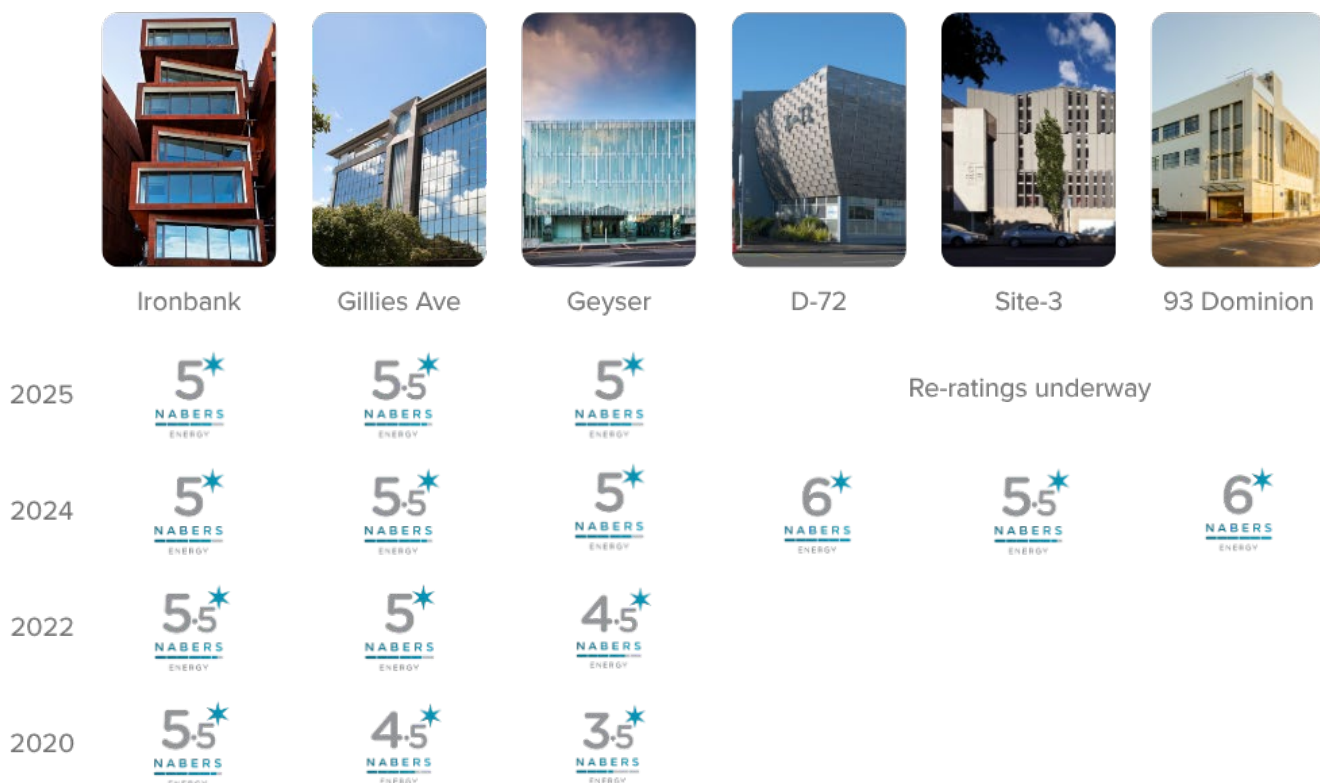 Ironbank Gillies Ave Geyser D-72 Site-3 93 Dominion
2025 5 5.5 5 Re-ratings underway
NABERS NABERS NABERS
ENERGY ENERGY ENERGY
2024 5 5.5 5 6 5.5 6
NABERS NABERS NABERS NABERS NABERS NABERS
ENERGY ENERGY ENERGY ENERGY ENERGY ENERGY
2022 5.5 5 4.5
NABERS NABERS NABERS
ENERGY ENERGY ENERGY
2020 5.5 4.5 3.5
NABERS NABERS NABERS
ENERGY ENERGY ENERGY